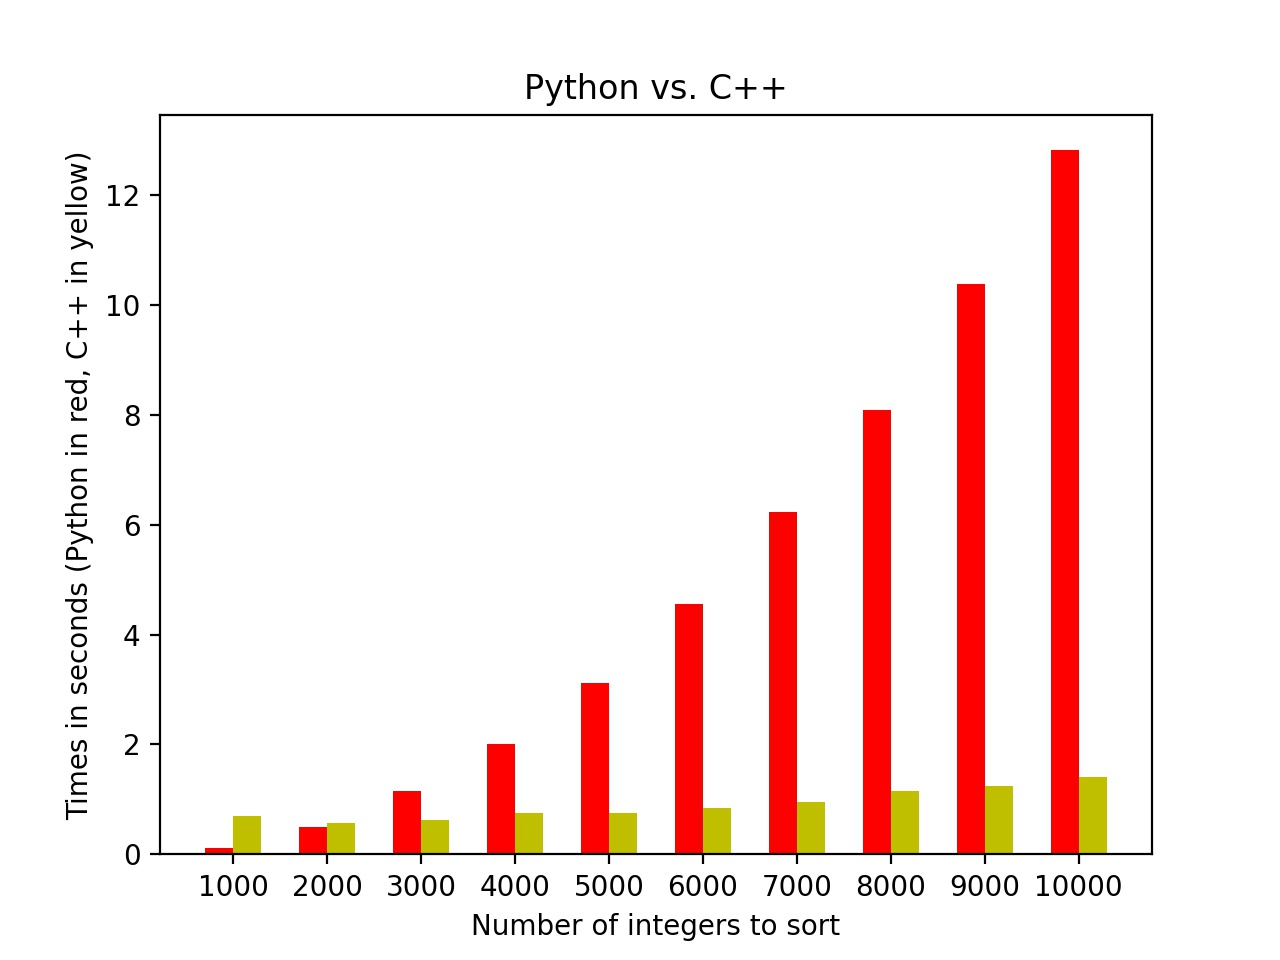 Python vs. C++
Times in seconds (Python in red, C++ in yellow)
12
10
8
6
4
2
0
1000 2000 3000 4000 5000 6000 7000 8000 9000 10000
Number of integers to sort